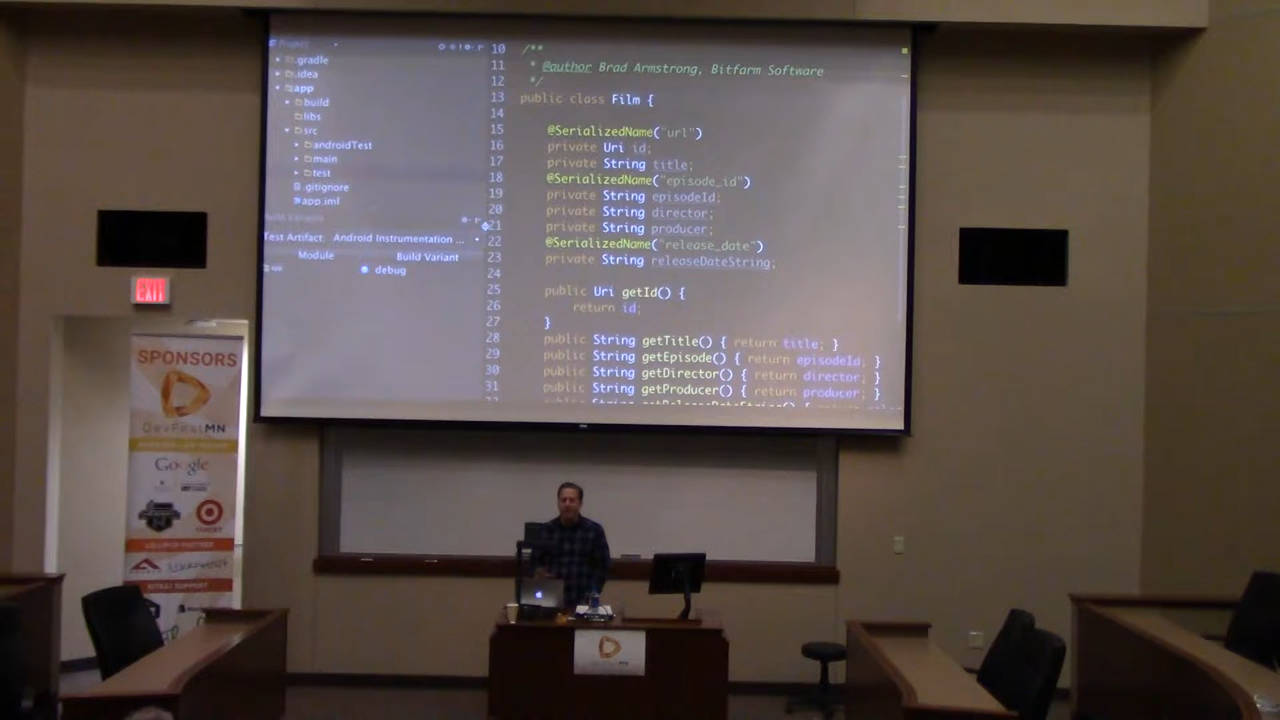 Project
.gradle
.idea
app
build
libs
src
androidTest
main
test
.gitignore
app.iml
Build Variants
Test Artifact: Android Instrumentation ...
Module Build Variant
app debug
10 /**
11 * @author Brad Armstrong, Bitfarm Software
12 */
13 public class Film {
14
15 @SerializedName("url")
16 private Uri id;
17 private String title;
18 @SerializedName("episode_id")
19 private String episodeId;
20 private String director;
21 private String producer;
22 @SerializedName("release_date")
23 private String releaseDateString;
24
25 public Uri getId() {
26 return id;
27 }
28 public String getTitle() { return title; }
29 public String getEpisode() { return episodeId; }
30 public String getDirector() { return director; }
31 public String getProducer() { return producer; }
EXIT
SPONSORS
DevFestMN
Google
TARGET